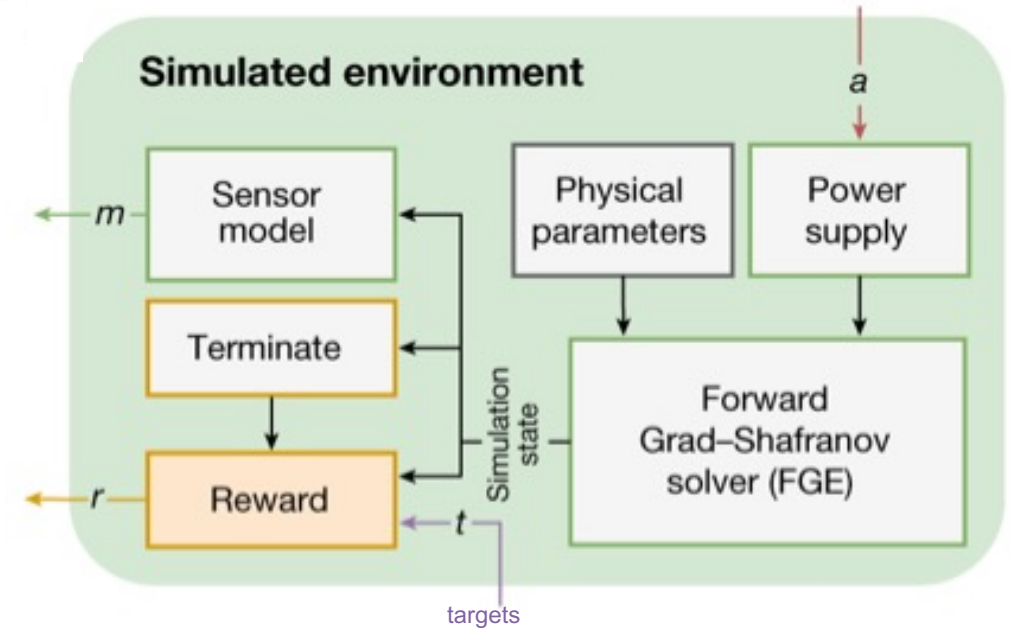 Simulated environment
a
Sensor
model
m
Physical
parameters
Power
supply
Terminate
Simulation
state
Forward
Grad–Shafranov
solver (FGE)
Reward
r
t
targets